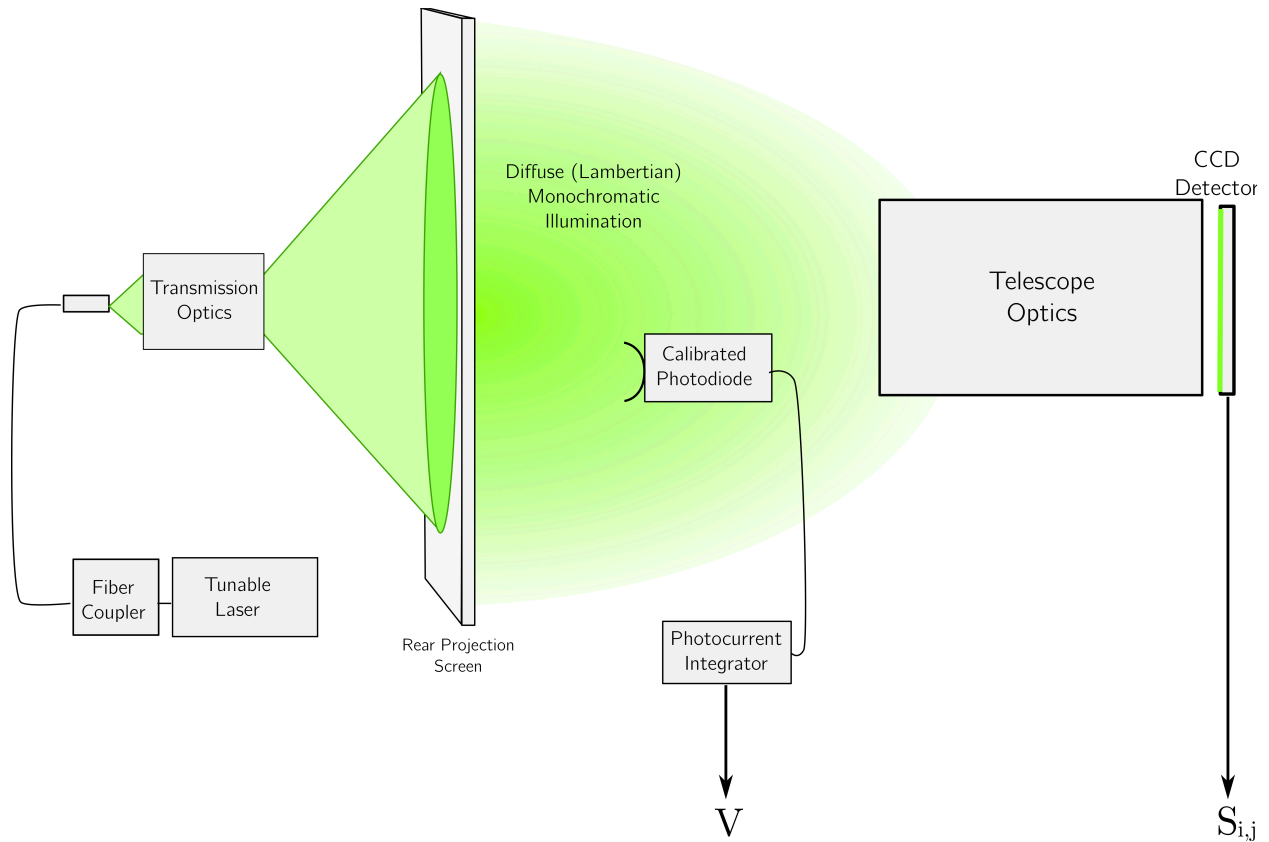 CCD
Detector
Diffuse (Lambertian)
Monochromatic
Illumination
Transmission
Optics
Telescope
Optics
Calibrated
Photodiode
Fiber
Coupler
Tunable
Laser
Rear Projection
Screen
Photocurrent
Integrator
V
Si,j